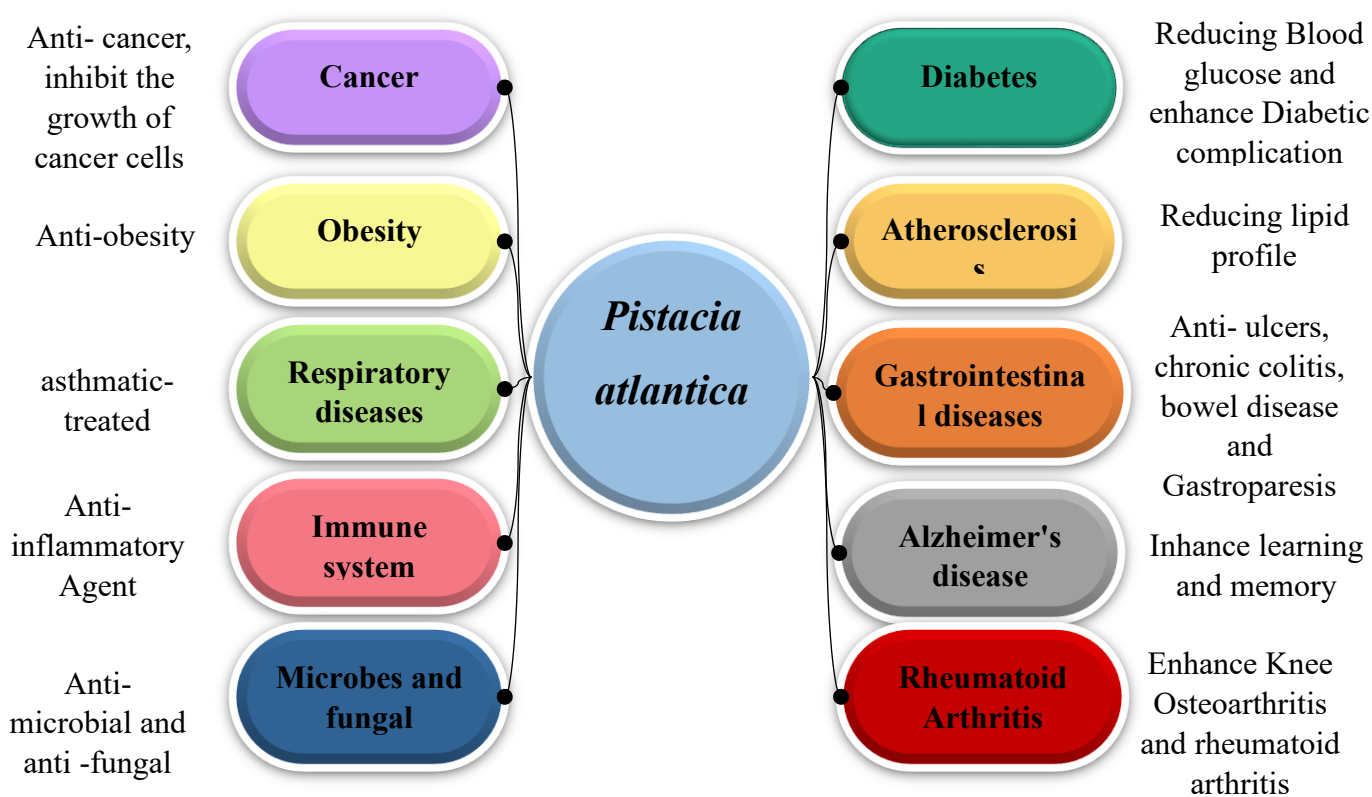 Anti- cancer,
inhibit the
growth of
cancer cells
Cancer
Anti-obesity
Obesity
asthmatic-
treated
Respiratory
diseases
Anti-
inflammatory
Agent
Immune
system
Anti-
microbial and
anti -fungal
Microbes and
fungal
Pistacia
atlantica
Diabetes
Reducing Blood
glucose and
enhance Diabetic
complication
Atherosclerosi
s
Reducing lipid
profile
Gastrointestina
l diseases
Anti- ulcers,
chronic colitis,
bowel disease
and
Gastroparesis
Alzheimer's
disease
Inhance learning
and memory
Rheumatoid
Arthritis
Enhance Knee
Osteoarthritis
and rheumatoid
arthritis